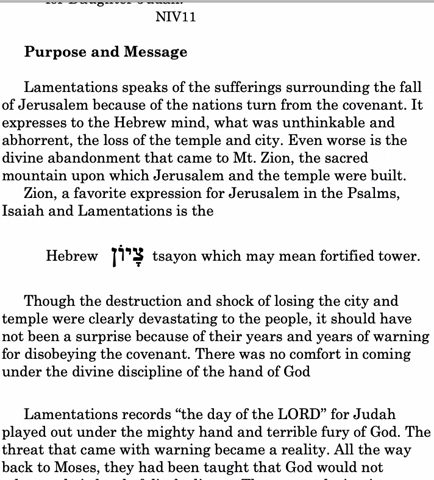 for Daughter Judah.
NIV11
Purpose and Message
Lamentations speaks of the sufferings surrounding the fall
of Jerusalem because of the nations turn from the covenant. It
expresses to the Hebrew mind, what was unthinkable and
abhorrent, the loss of the temple and city. Even worse is the
divine abandonment that came to Mt. Zion, the sacred
mountain upon which Jerusalem and the temple were built.
Zion, a favorite expression for Jerusalem in the Psalms,
Isaiah and Lamentations is the
Hebrew צָיוֹן tsayon which may mean fortified tower.
Though the destruction and shock of losing the city and
temple were clearly devastating to the people, it should have
not been a surprise because of their years and years of warning
for disobeying the covenant. There was no comfort in coming
under the divine discipline of the hand of God
Lamentations records “the day of the LORD” for Judah
played out under the mighty hand and terrible fury of God. The
threat that came with warning became a reality. All the way
back to Moses, they had been taught that God would not